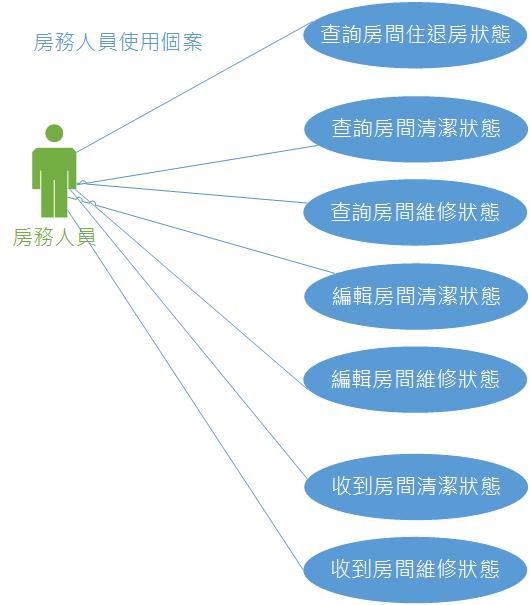 房務人員使用個案
查詢房間住退房狀態
查詢房間清潔狀態
查詢房間維修狀態
房務人員
編輯房間清潔狀態
編輯房間維修狀態
收到房間清潔狀態
收到房間維修狀態